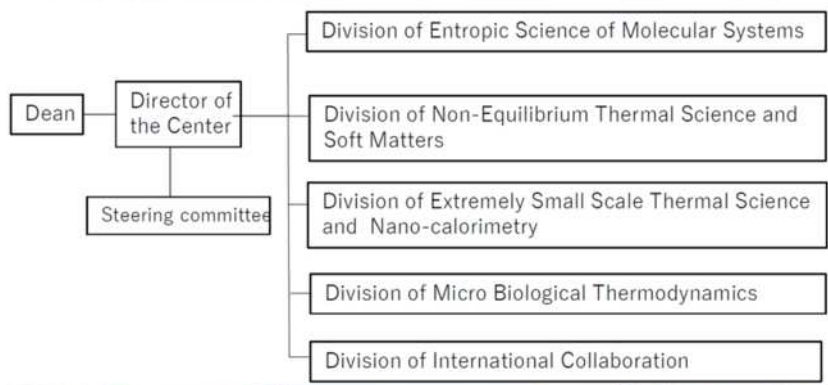 Dean
Director of
the Center
Steering committee
Division of Entropic Science of Molecular Systems
Division of Non-Equilibrium Thermal Science and
Soft Matters
Division of Extremely Small Scale Thermal Science
and Nano-calorimetry
Division of Micro Biological Thermodynamics
Division of International Collaboration